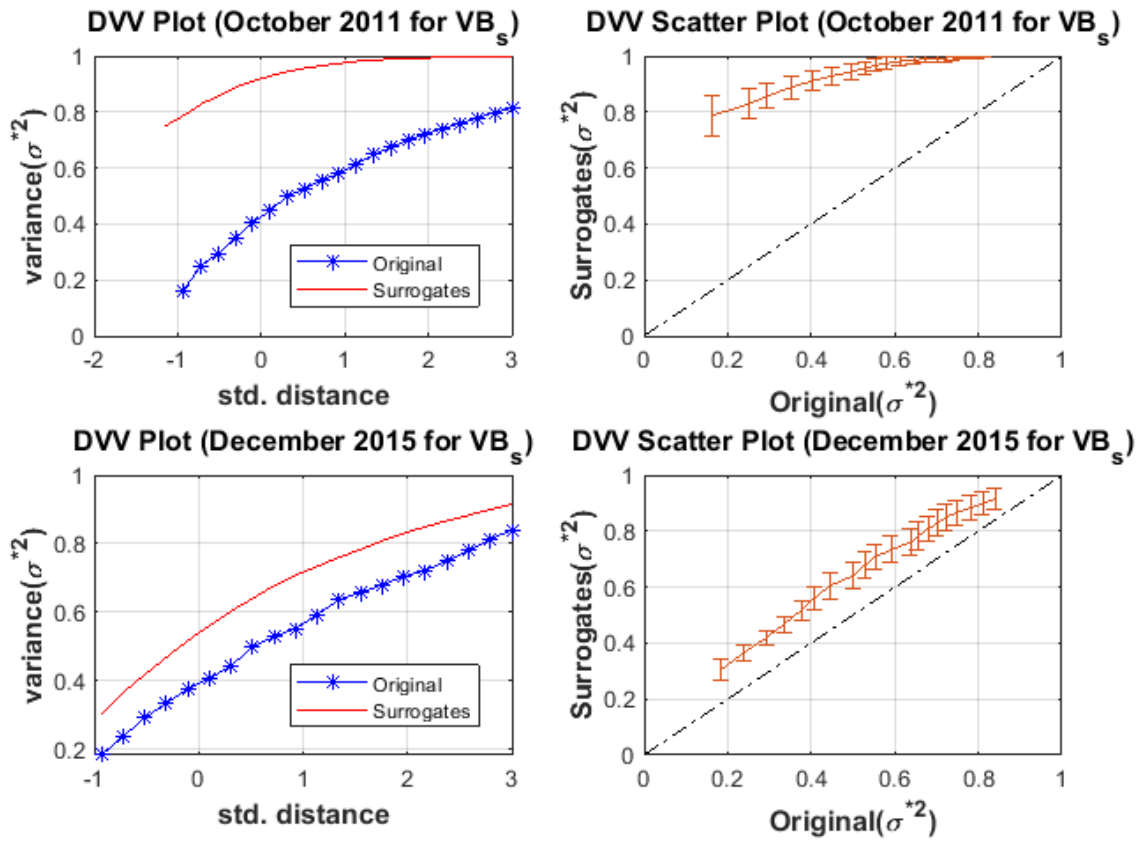 DVV Plot (October 2011 for VB_s)
variance(σ*2)
1
0.8
0.6
0.4
0.2
0
-2
-1
0
1
2
3
std. distance
Original
Surrogates
DVV Scatter Plot (October 2011 for VB_s)
Surrogates(σ*2)
1
0.8
0.6
0.4
0.2
0
0
0.2
0.4
0.6
0.8
1
Original(σ*2)
DVV Plot (December 2015 for VB_s)
variance(σ*2)
1
0.8
0.6
0.4
0.2
-1
0
1
2
3
std. distance
Original
Surrogates
DVV Scatter Plot (December 2015 for VB_s)
Surrogates(σ*2)
1
0.8
0.6
0.4
0.2
0
0
0.2
0.4
0.6
0.8
1
Original(σ*2)